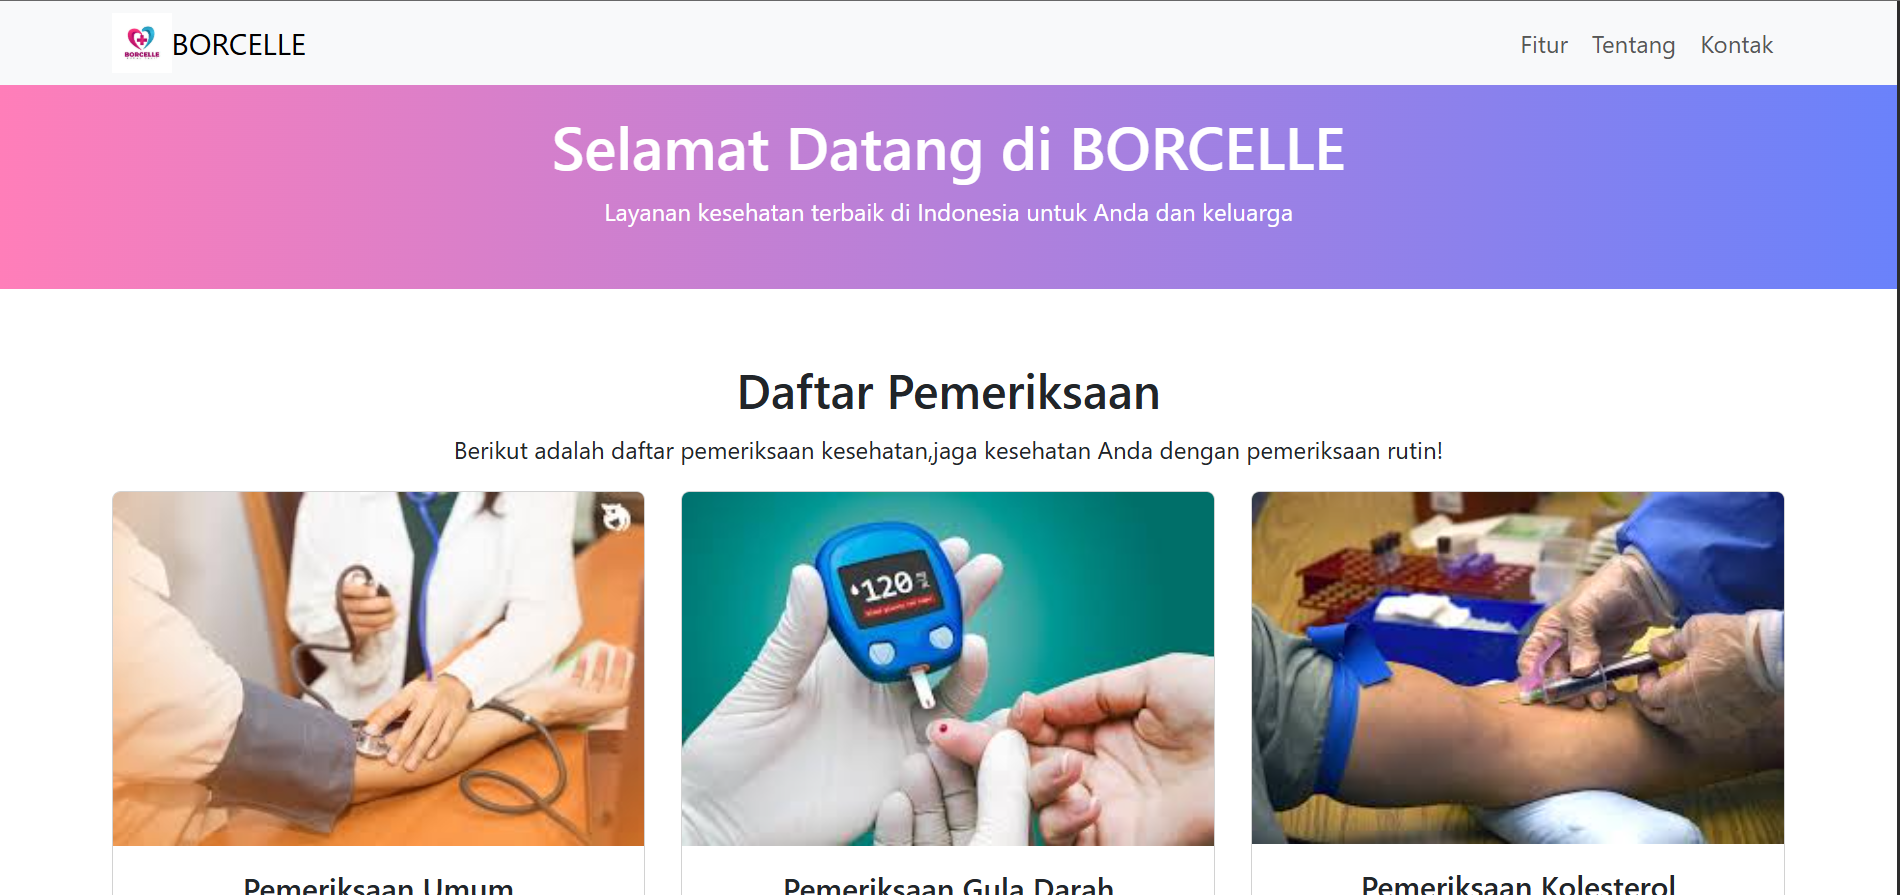 BORCELLE
BORCELLE
Fitur Tentang Kontak
Selamat Datang di BORCELLE
Layanan kesehatan terbaik di Indonesia untuk Anda dan keluarga
Daftar Pemeriksaan
Berikut adalah daftar pemeriksaan kesehatan,jaga kesehatan Anda dengan pemeriksaan rutin!
120
Pemeriksaan Umum
Pemeriksaan Gula Darah
Pemeriksaan Kolesterol